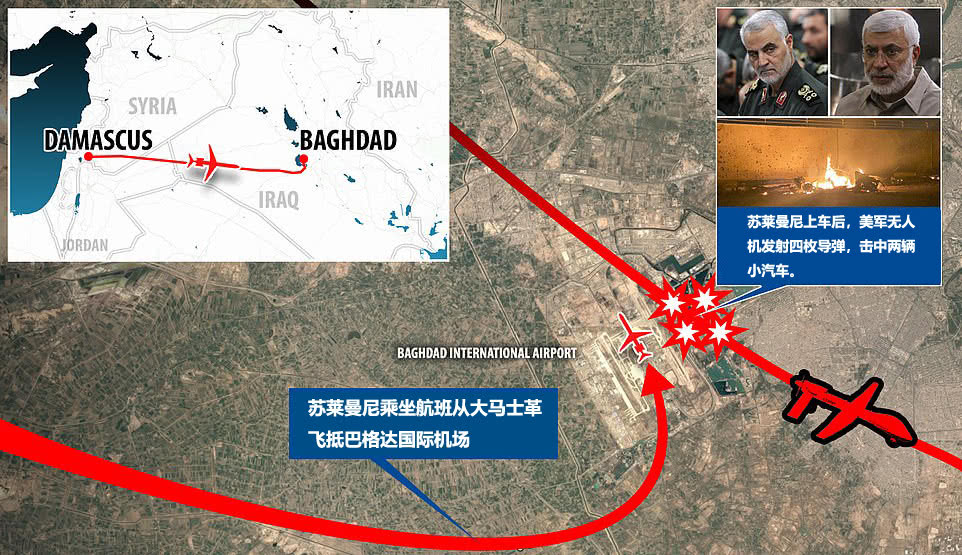 SYRIA
IRAN
DAMASCUS
BAGHDAD
IRAQ
JORDAN
苏莱曼尼上车后，美军无人
机发射四枚导弹，击中两辆
小汽车。
BAGHDAD INTERNATIONAL AIRPORT
苏莱曼尼乘坐航班从大马士革
飞抵巴格达国际机场